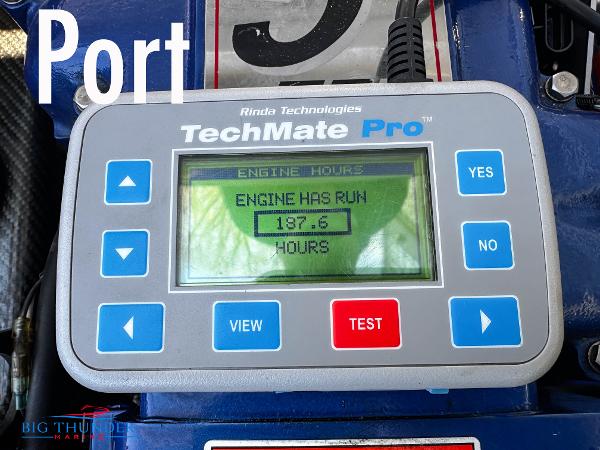 Port
Rinda Technologies
TechMate Pro™
ENGINE HOURS
ENGINE HAS RUN
187.6
HOURS
YES
NO
VIEW
TEST
BIG THUNDER
MARINE